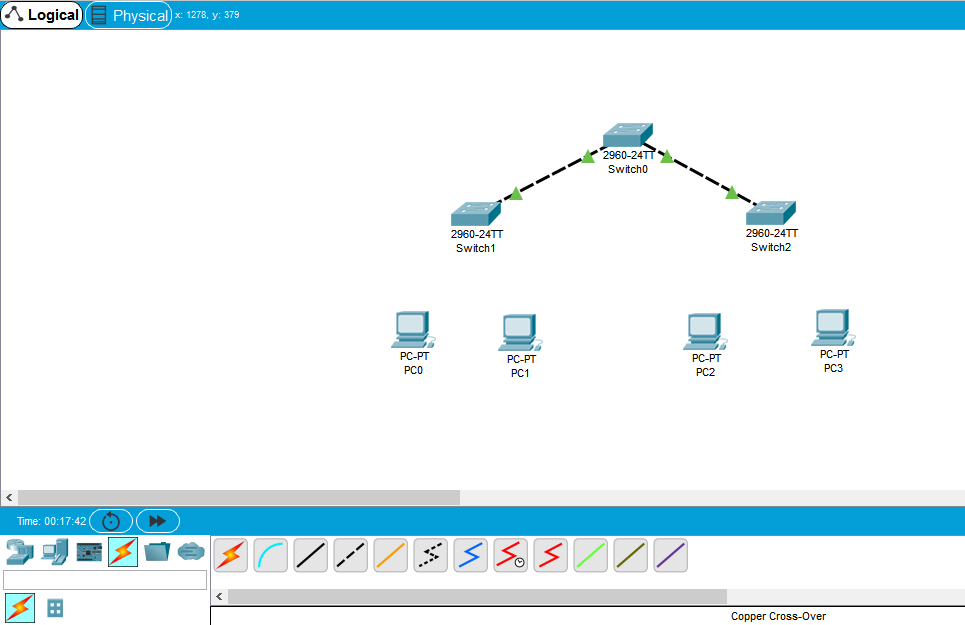 Logical
Physical
x: 1278, y: 379
2960-24TT
Switch0
2960-24TT
Switch1
2960-24TT
Switch2
PC-PT
PC0
PC-PT
PC1
PC-PT
PC2
PC-PT
PC3
Time: 00:17:42
Copper Cross-Over